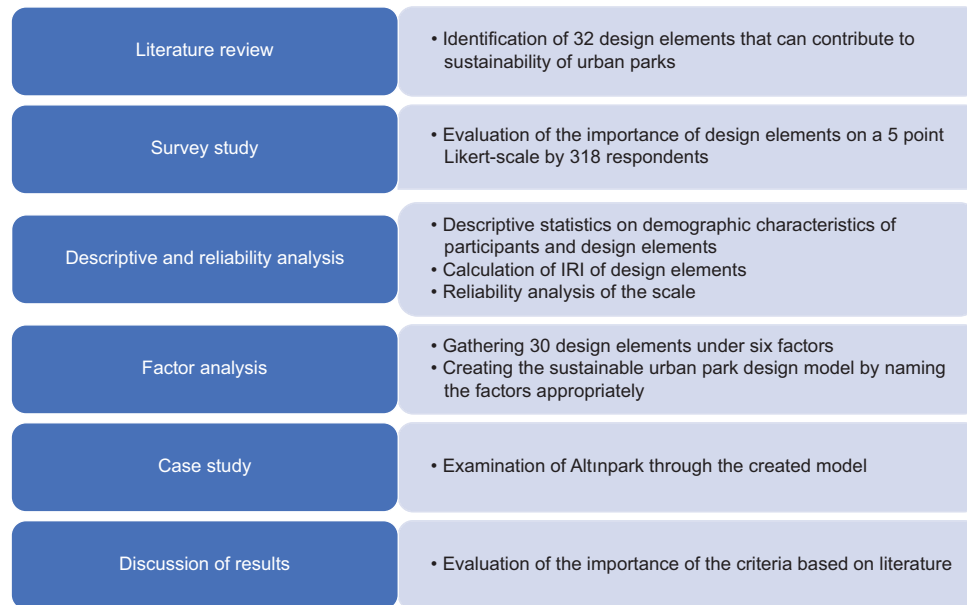 Literature review
• Identification of 32 design elements that can contribute to
sustainability of urban parks
Survey study
• Evaluation of the importance of design elements on a 5 point
Likert-scale by 318 respondents
Descriptive and reliability analysis
• Descriptive statistics on demographic characteristics of
participants and design elements
• Calculation of IRI of design elements
• Reliability analysis of the scale
Factor analysis
• Gathering 30 design elements under six factors
• Creating the sustainable urban park design model by naming
the factors appropriately
Case study
• Examination of Altınpark through the created model
Discussion of results
• Evaluation of the importance of the criteria based on literature